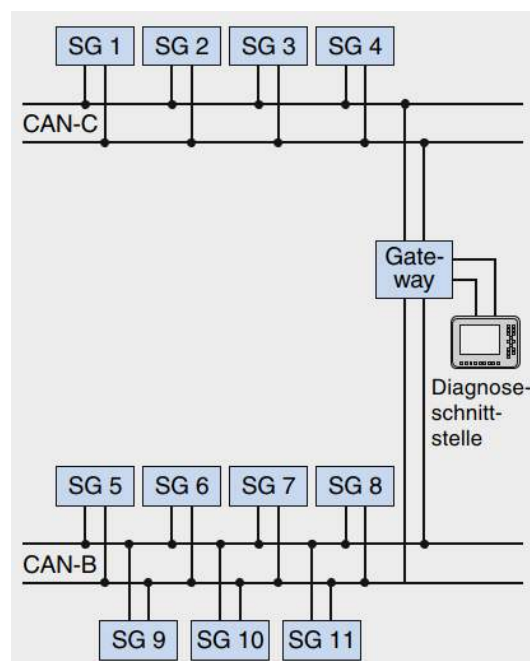 SG 1
SG 2
SG 3
SG 4
CAN-C
Gate-
way
Diagnose-
schnitt-
stelle
SG 5
SG 6
SG 7
SG 8
CAN-B
SG 9
SG 10
SG 11